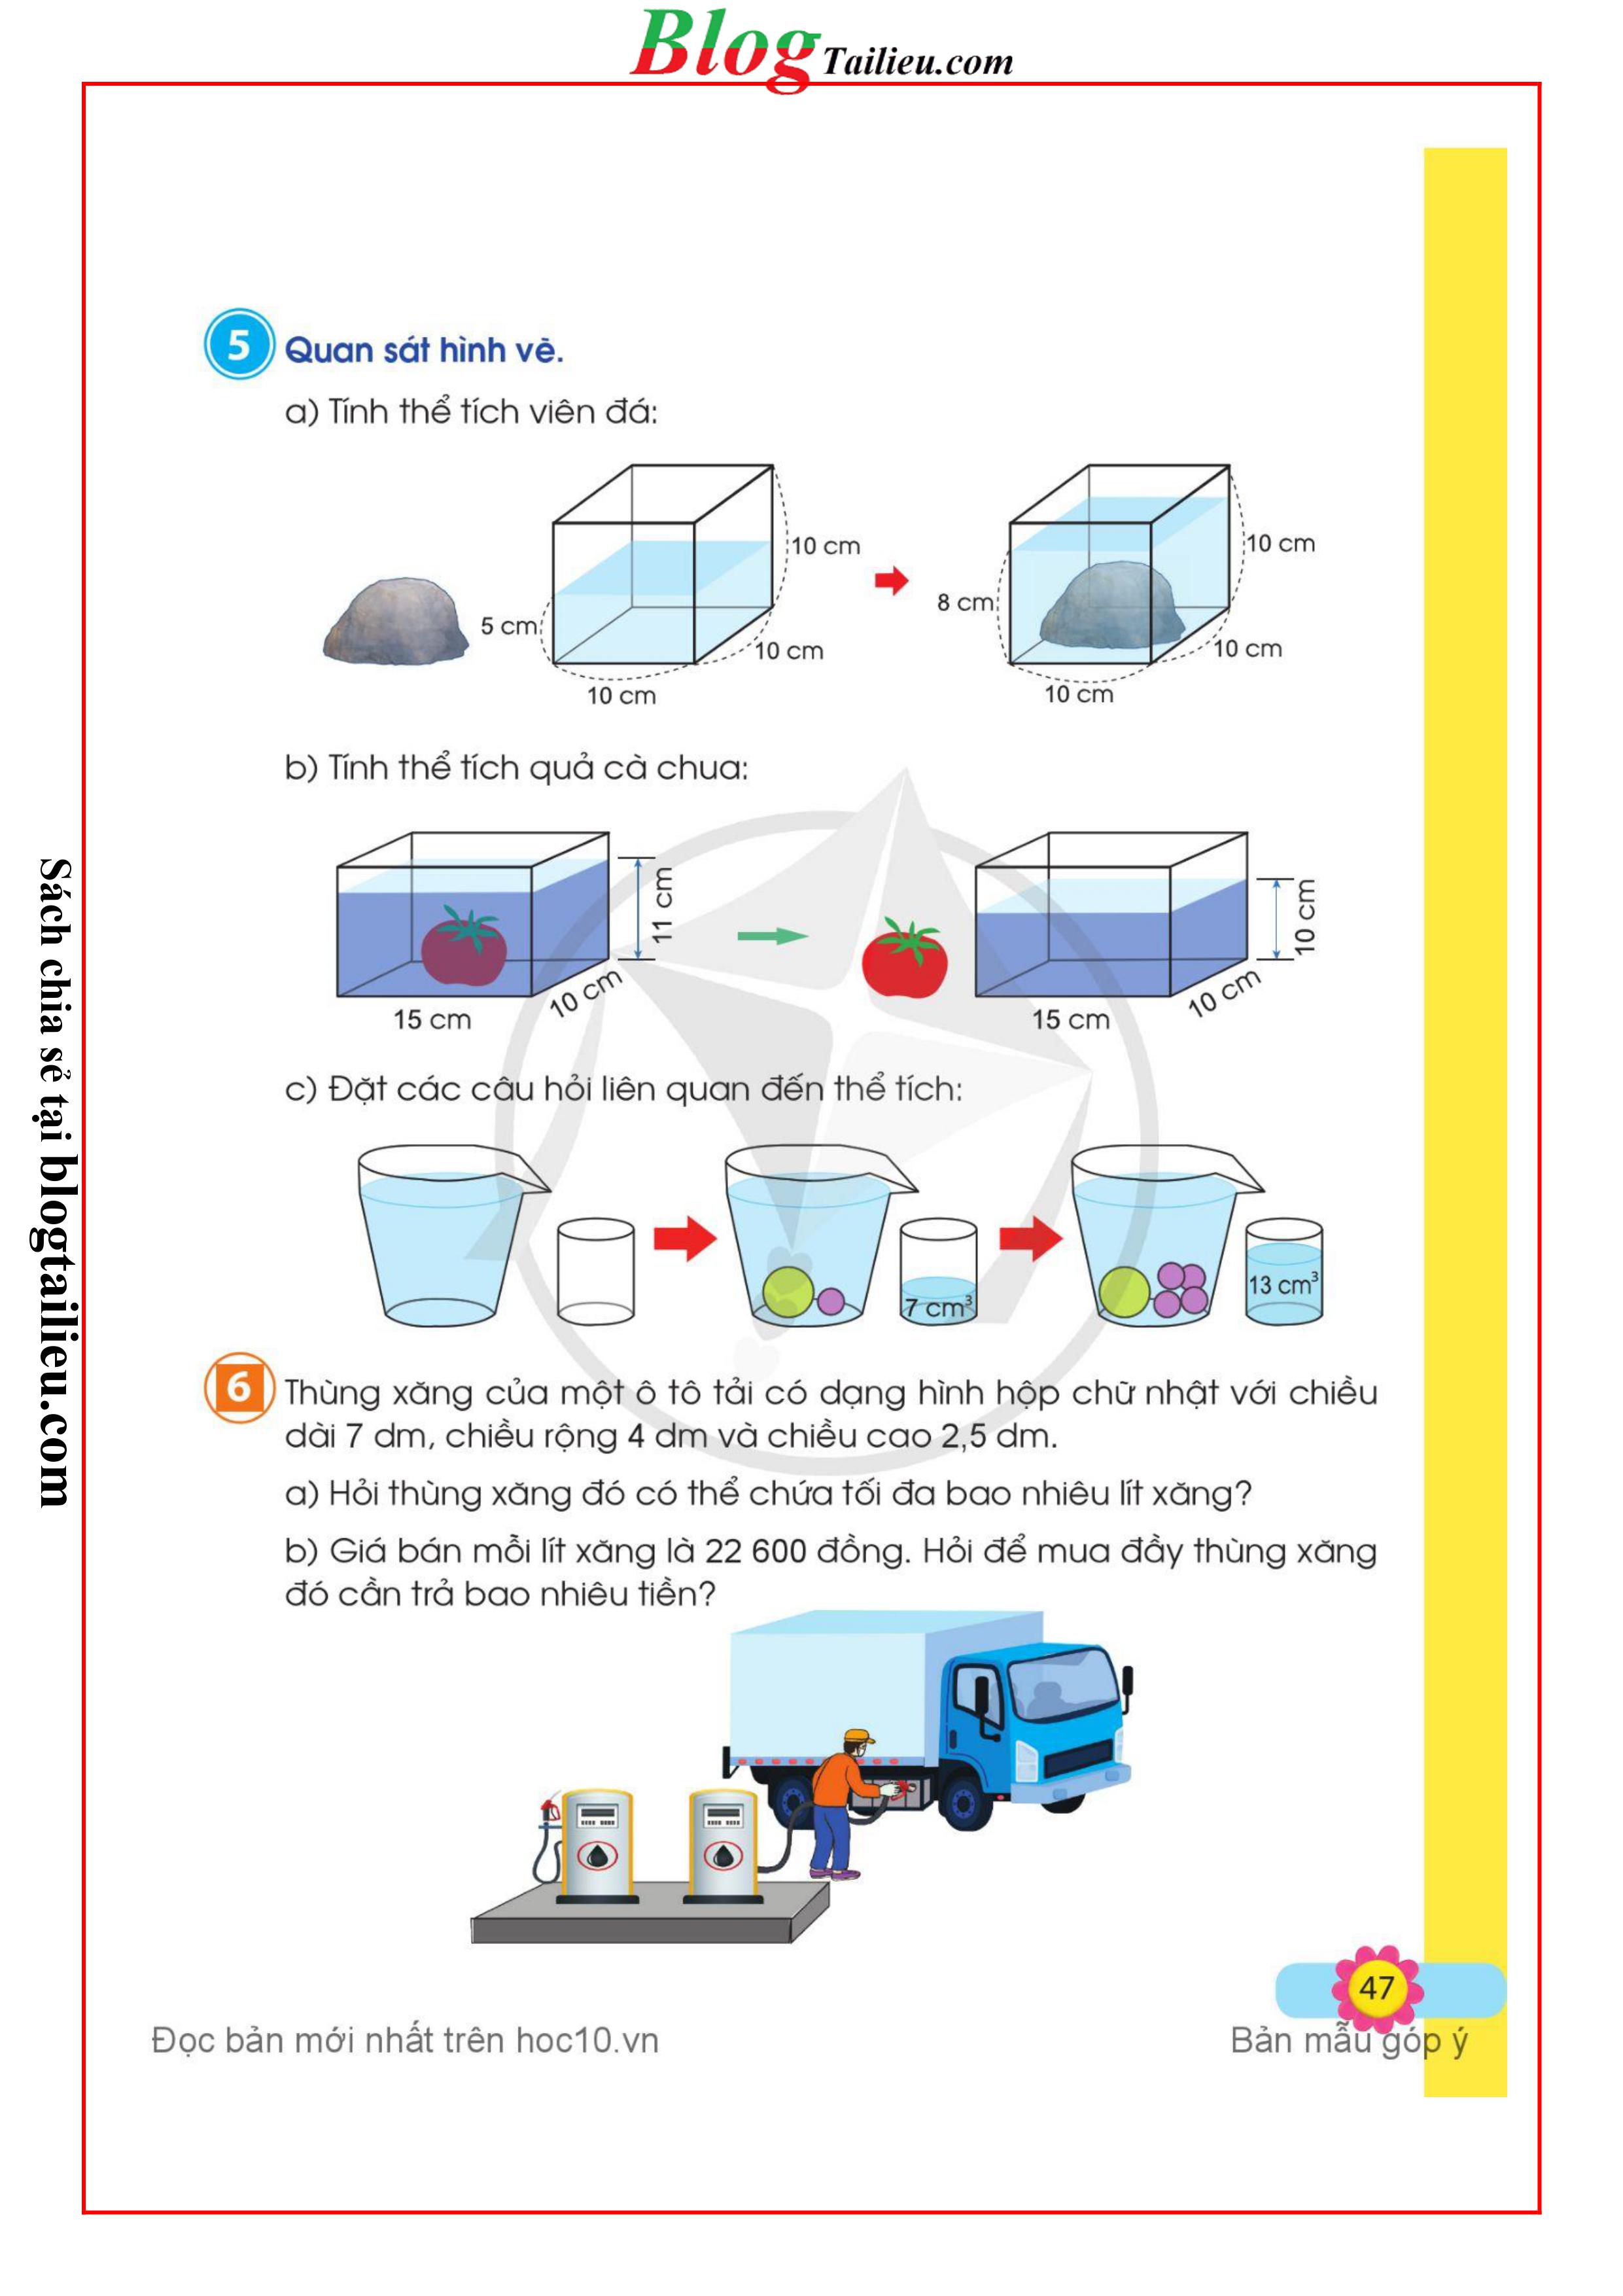 Blog Tailieu.com
5 Quan sát hình vẽ.
a) Tính thể tích viên đá:
10 cm
5 cm
10 cm
10 cm
10 cm
8 cm
10 cm
10 cm
b) Tính thể tích quả cà chua:
11 cm
10 cm
15 cm
10 cm
10 cm
15 cm
c) Đặt các câu hỏi liên quan đến thể tích:
7 cm³
13 cm³
6 Thùng xăng của một ô tô tải có dạng hình hộp chữ nhật với chiều
dài 7 dm, chiều rộng 4 dm và chiều cao 2,5 dm.
a) Hỏi thùng xăng đó có thể chứa tối đa bao nhiêu lít xăng?
b) Giá bán mỗi lít xăng là 22 600 đồng. Hỏi để mua đầy thùng xăng
đó cần trả bao nhiêu tiền?
47
Đọc bản mới nhất trên hoc10.vn
Bản mẫu góp ý
Sách chia sẻ tại blogtailieu.com